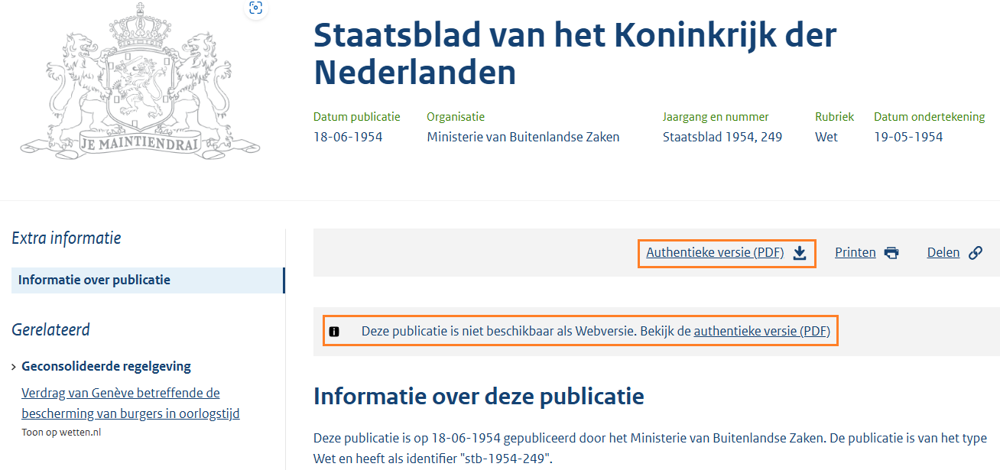 JE MAINTIENDRAI
Staatsblad van het Koninkrijk der
Nederlanden
Datum publicatie
18-06-1954
Organisatie
Ministerie van Buitenlandse Zaken
Jaargang en nummer
Staatsblad 1954, 249
Rubriek
Wet
Datum ondertekening
19-05-1954
Extra informatie
Informatie over publicatie
Gerelateerd
Geconsolideerde regelgeving
Verdrag van Genève betreffende de
bescherming van burgers in oorlogstijd
Toon op wetten.nl
Authentieke versie (PDF)
Printen
Delen
Deze publicatie is niet beschikbaar als Webversie. Bekijk de authentieke versie (PDF)
Informatie over deze publicatie
Deze publicatie is op 18-06-1954 gepubliceerd door het Ministerie van Buitenlandse Zaken. De publicatie is van het type
Wet en heeft als identifier "stb-1954-249".